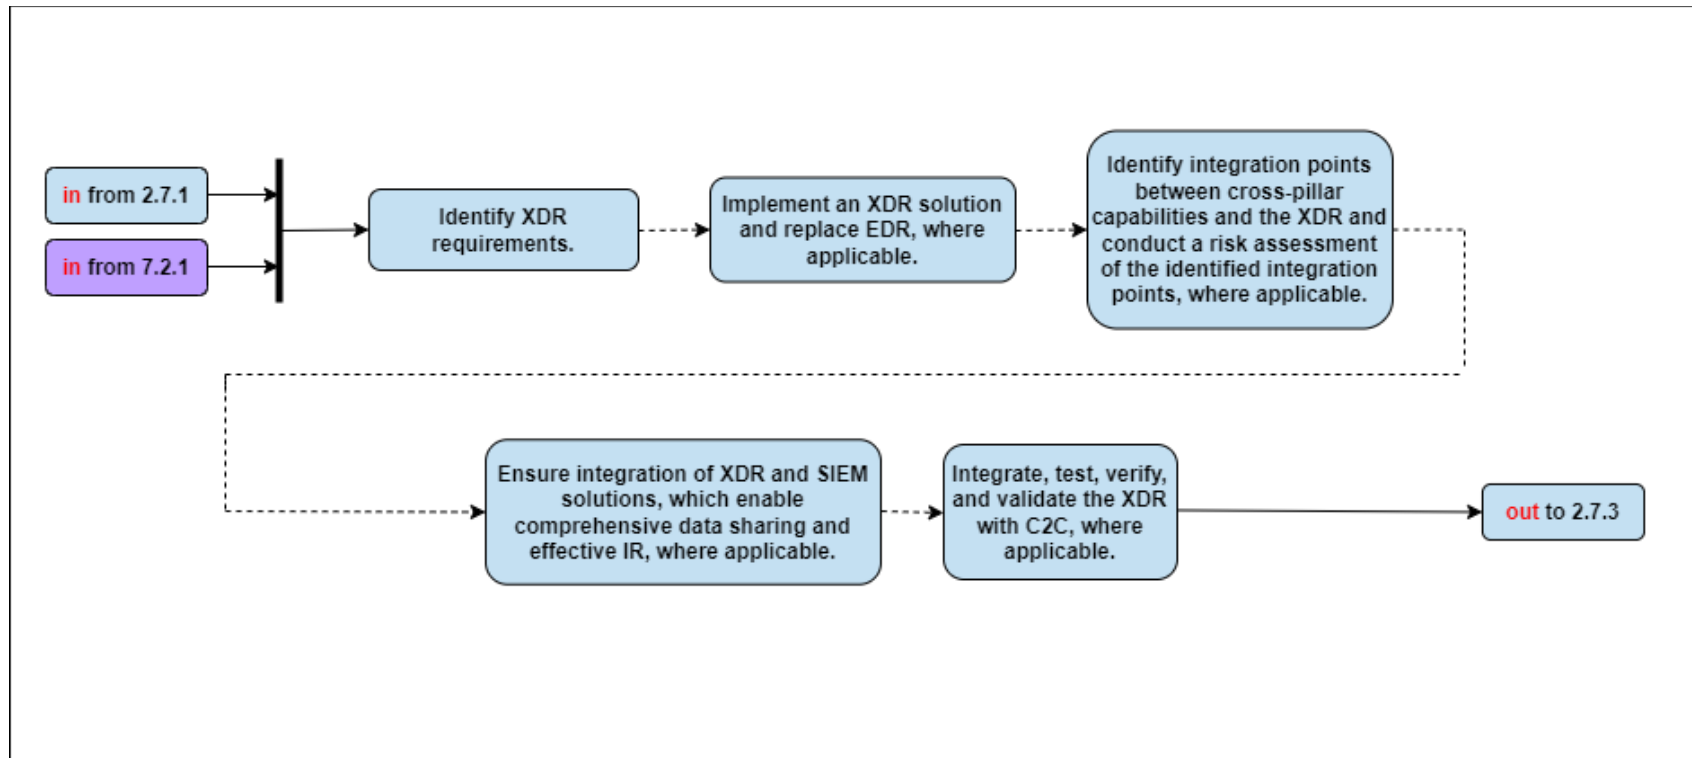 in from 2.7.1
in from 7.2.1
Identify XDR
requirements.
Implement an XDR solution
and replace EDR, where
applicable.
Identify integration points
between cross-pillar
capabilities and the XDR and
conduct a risk assessment
of the identified integration
points, where applicable.
Ensure integration of XDR and SIEM
solutions, which enable
comprehensive data sharing and
effective IR, where applicable.
Integrate, test, verify,
and validate the XDR
with C2C, where
applicable.
out to 2.7.3